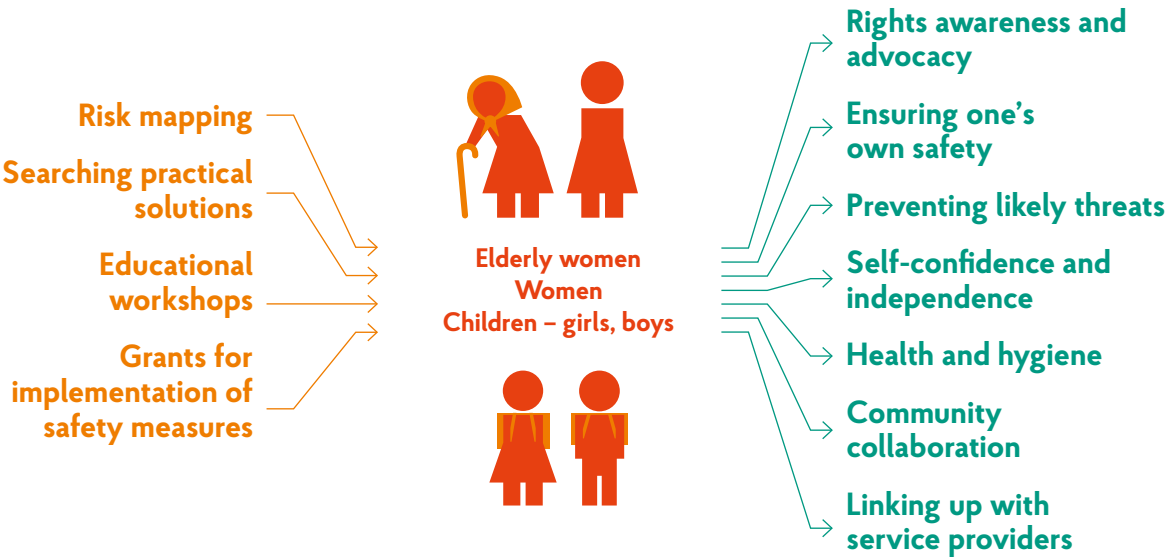 Risk mapping
Searching practical
solutions
Educational
workshops
Grants for
implementation of
safety measures
Elderly women
Women
Children – girls, boys
Rights awareness and
advocacy
Ensuring one’s
own safety
Preventing likely threats
Self-confidence and
independence
Health and hygiene
Community
collaboration
Linking up with
service providers